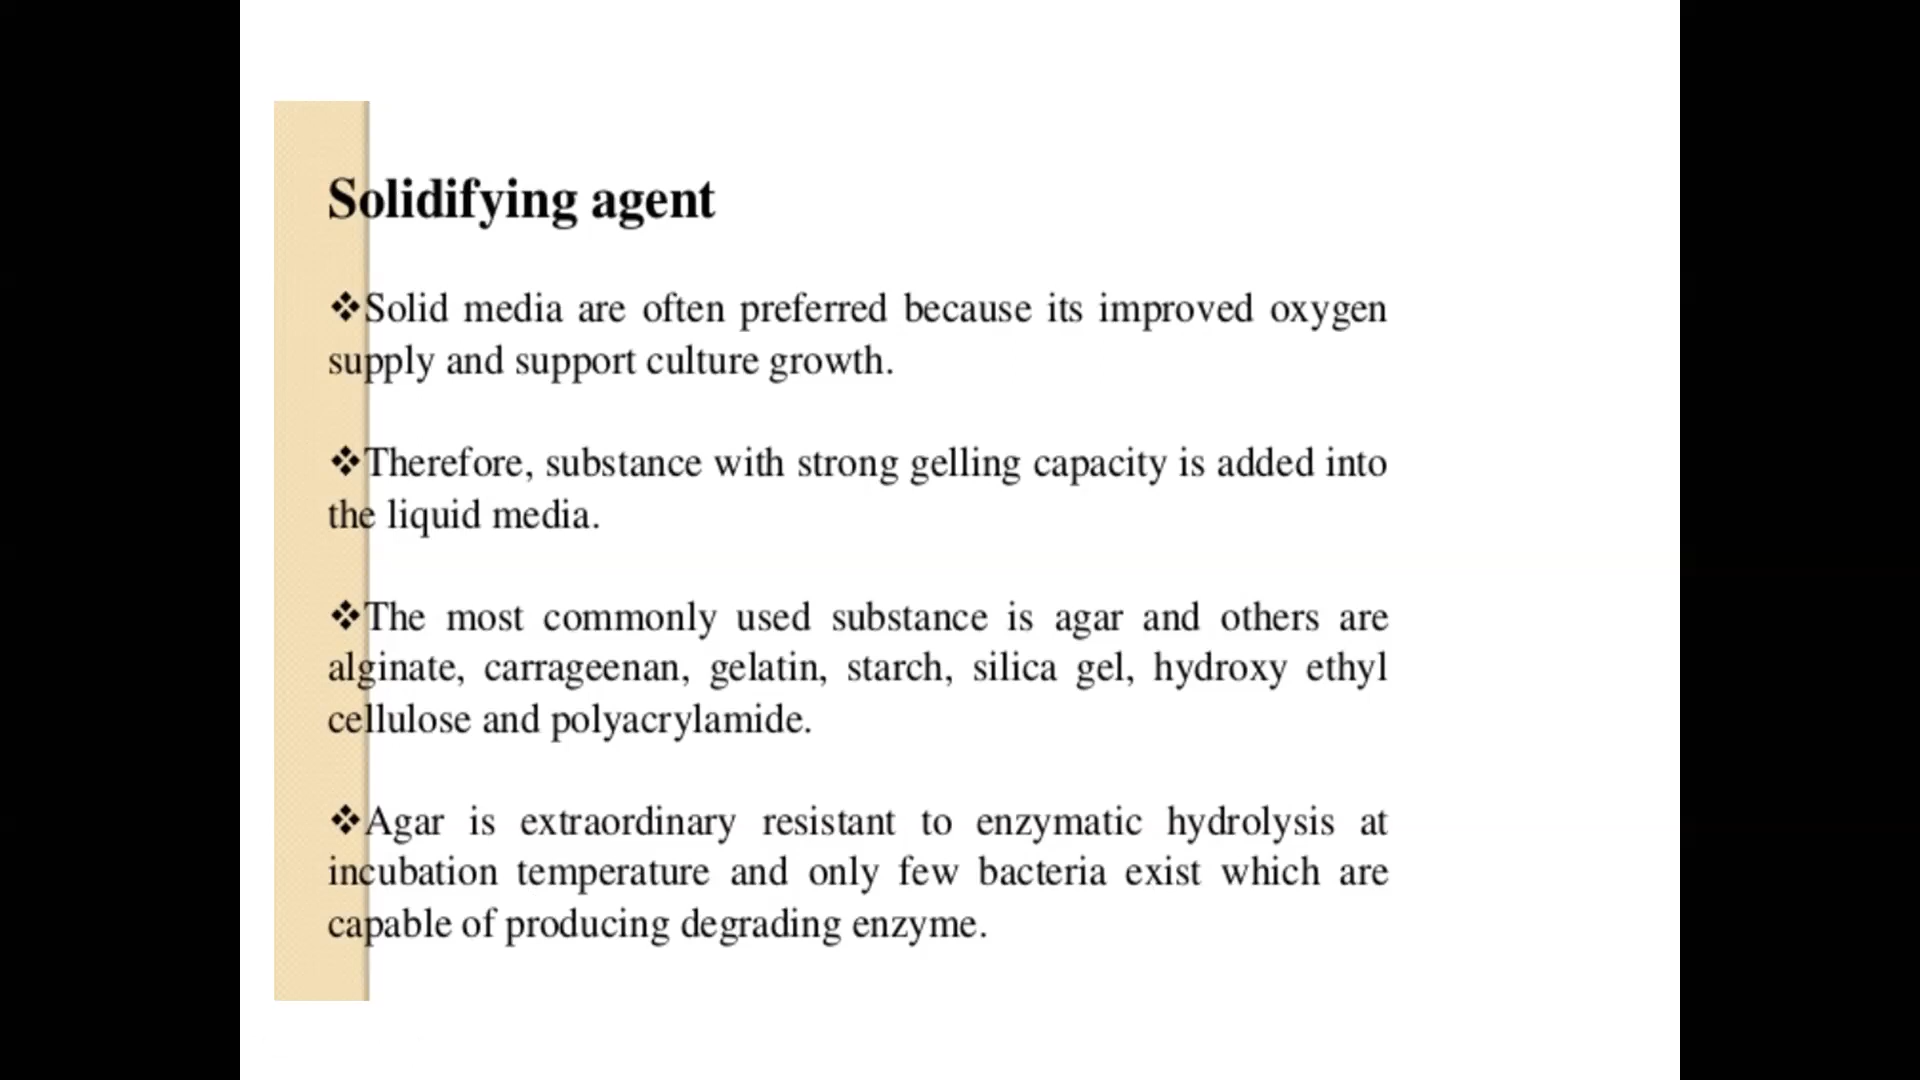 Solidifying agent
❖Solid media are often preferred because its improved oxygen
supply and support culture growth.
❖Therefore, substance with strong gelling capacity is added into
the liquid media.
❖The most commonly used substance is agar and others are
alginate, carrageenan, gelatin, starch, silica gel, hydroxy ethyl
cellulose and polyacrylamide.
❖Agar is extraordinary resistant to enzymatic hydrolysis at
incubation temperature and only few bacteria exist which are
capable of producing degrading enzyme.